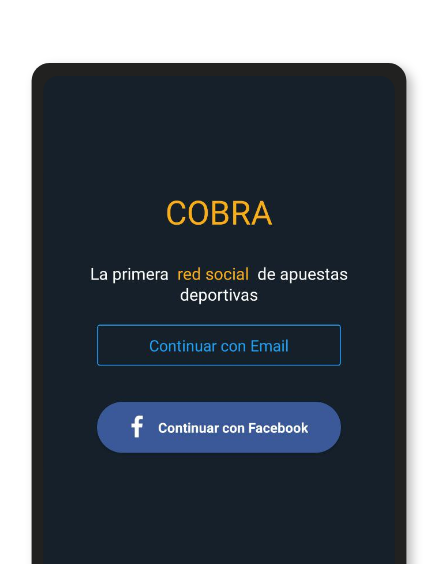 COBRA
La primera red social de apuestas
deportivas
Continuar con Email
Continuar con Facebook